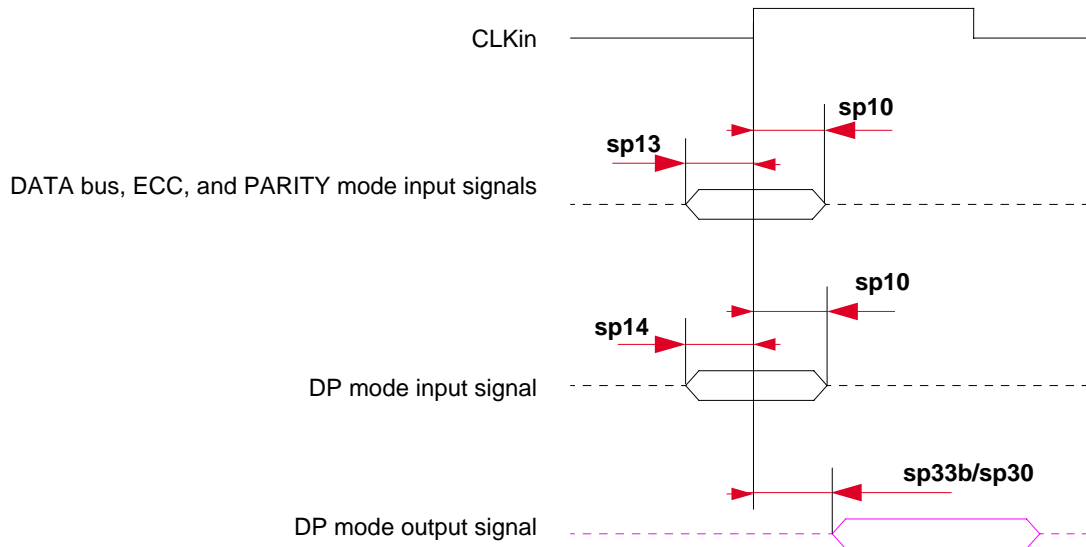 CLKin
sp10
sp13
DATA bus, ECC, and PARITY mode input signals
sp10
sp14
DP mode input signal
sp33b/sp30
DP mode output signal